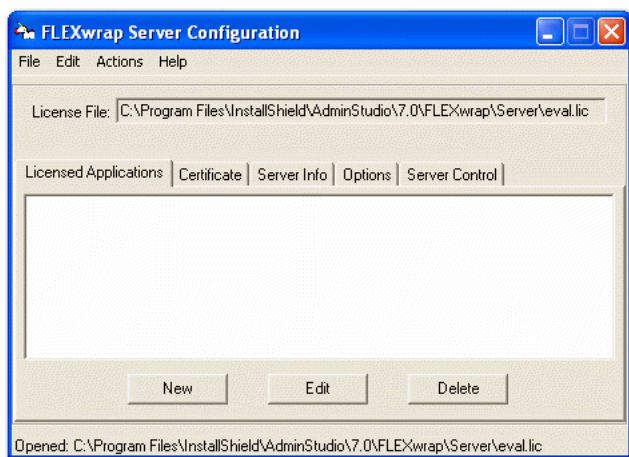 FLEXwrap Server Configuration
File Edit Actions Help
License File: C:\Program Files\InstallShield\AdminStudio\7.0\FLEXwrap\Server\eval.lic
Licensed Applications Certificate Server Info Options Server Control
New Edit Delete
Opened: C:\Program Files\InstallShield\AdminStudio\7.0\FLEXwrap\Server\eval.lic